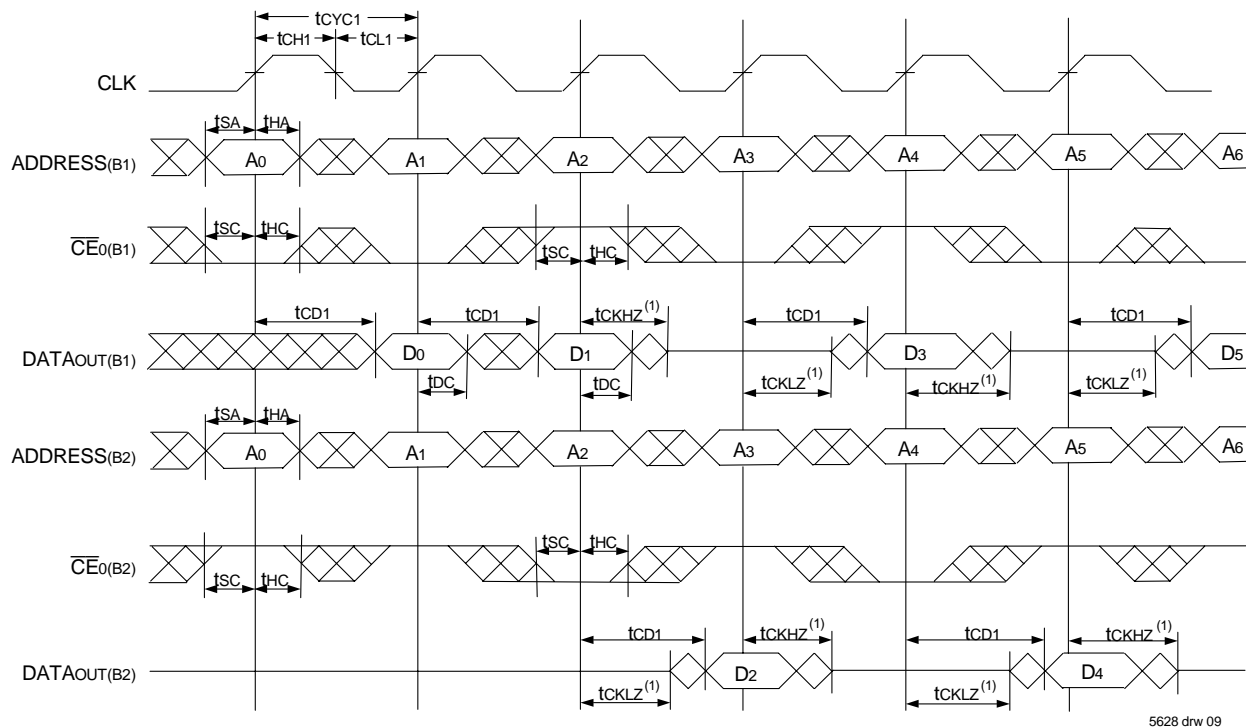 tCYC1
tCH1 tCL1
CLK
tSA tHA
ADDRESS(B1) A0 A1 A2 A3 A4 A5 A6
tSC tHC
CE0(B1)
tSC tHC
tCD1 tCD1 tCKHZ(1) tCD1 tCD1
DATAOUT(B1) D0 D1 D3 D5
tDC tDC tCKLZ(1) tCKHZ(1) tCKLZ(1)
tSA tHA
ADDRESS(B2) A0 A1 A2 A3 A4 A5 A6
tSC tHC
CE0(B2)
tSC tHC
tCD1 tCKHZ(1) tCD1 tCKHZ(1)
DATAOUT(B2) D2 D4
tCKLZ(1) tCKLZ(1)
5628 drw 09